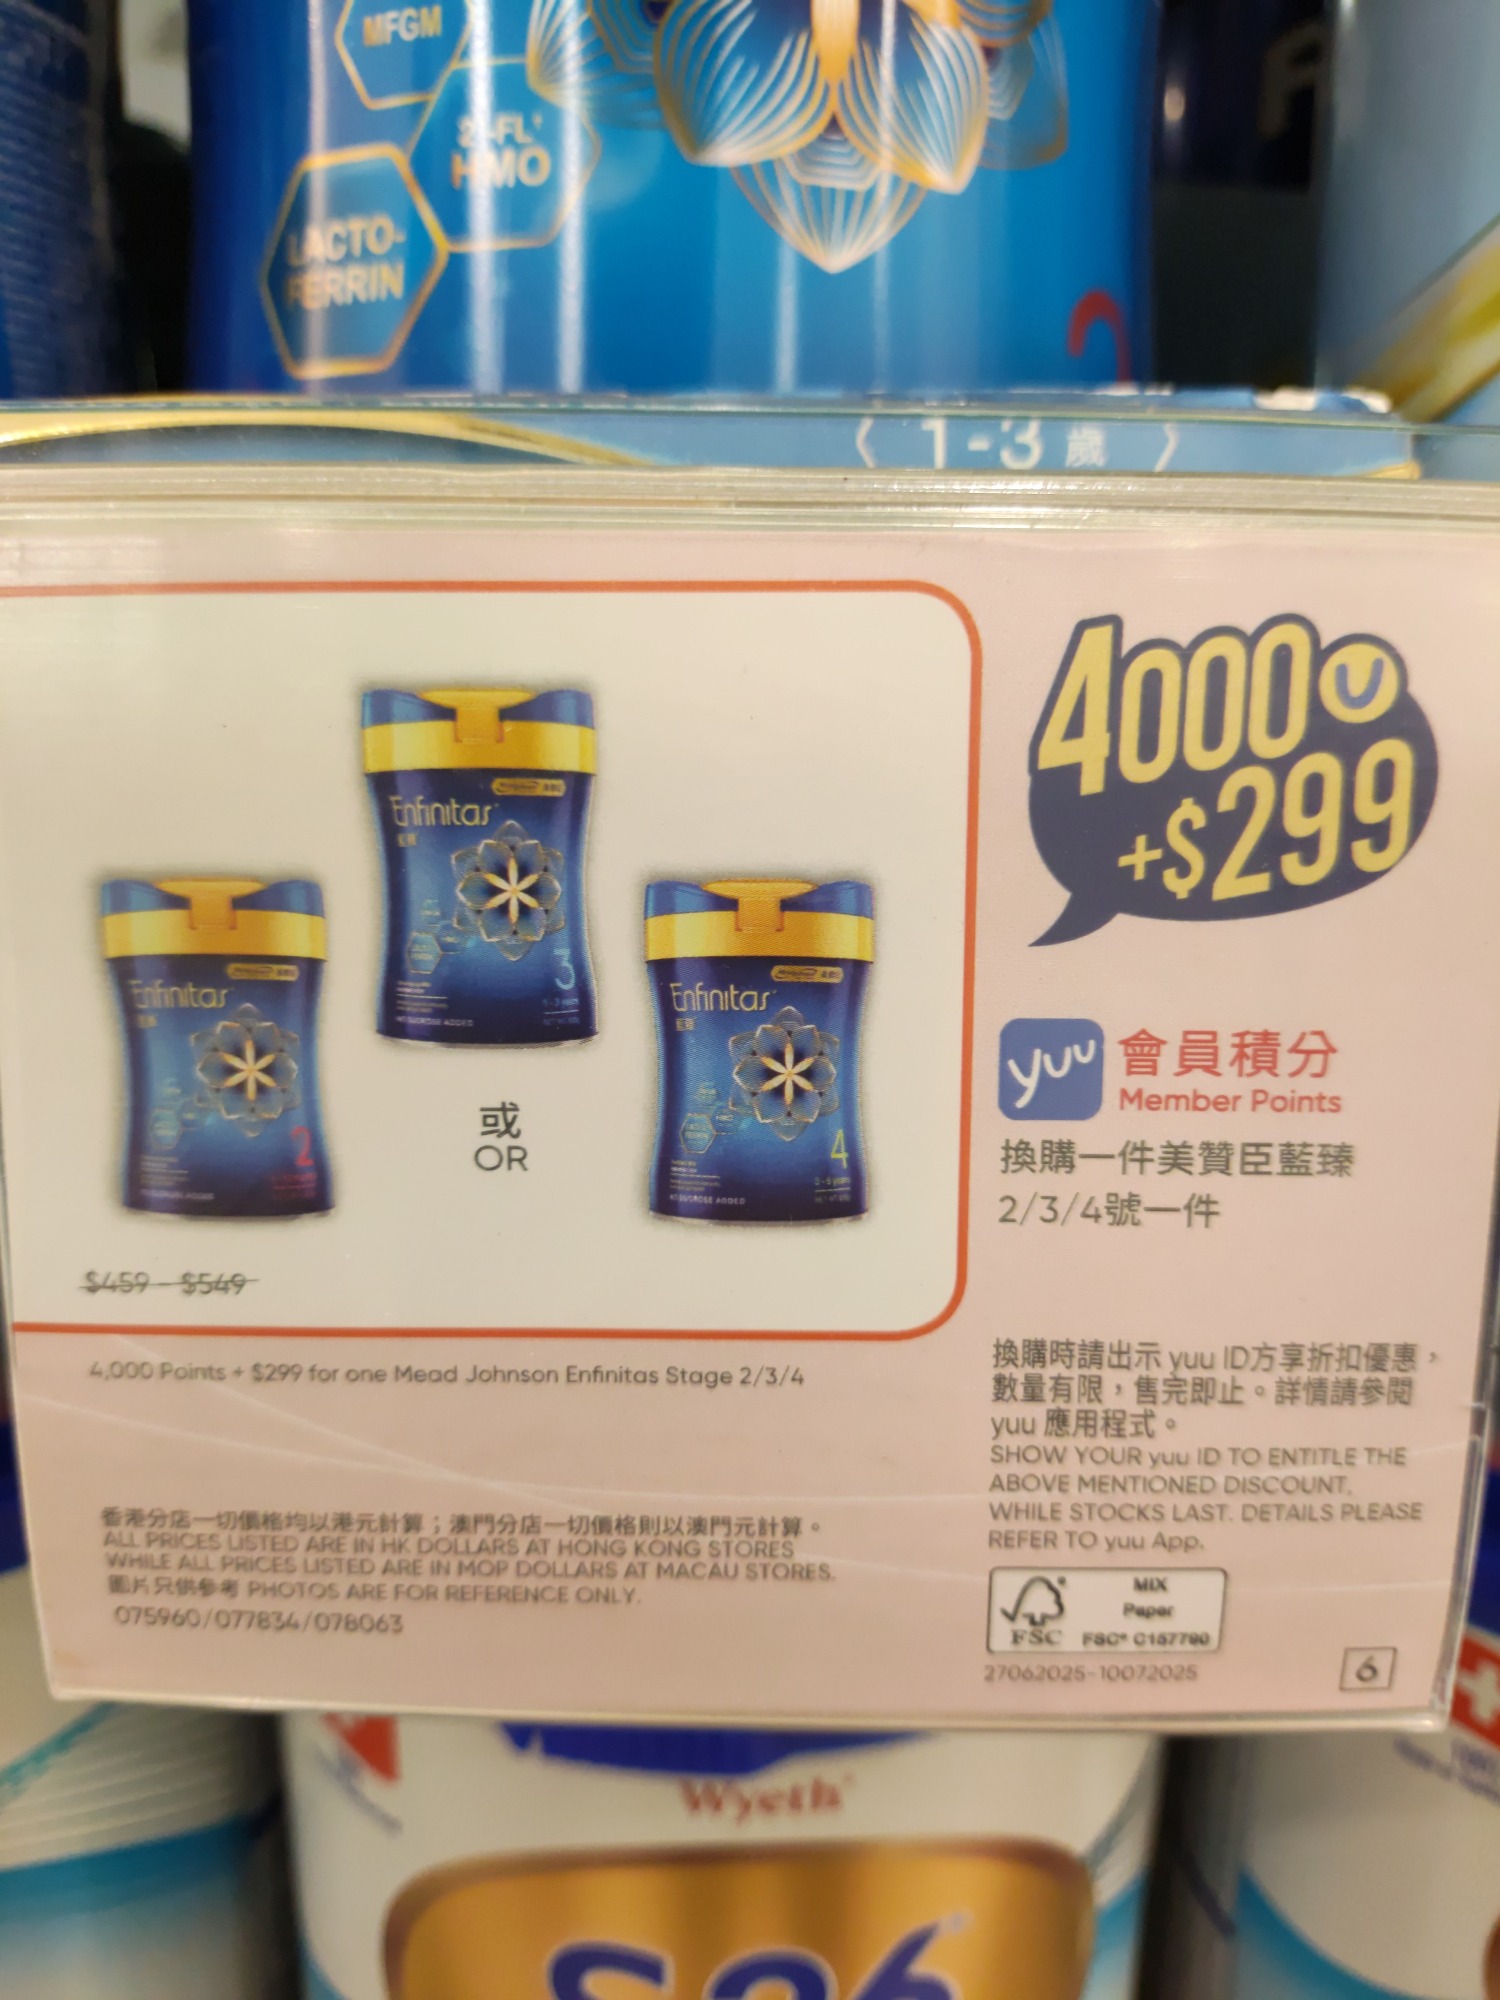 MFGM
2'-FL
HMO
LACTO-
FERRIN
2
1-3 歲
4000
+$299
Enfinitas
3
Enfinitas
2
Enfinitas
4
NO SUCROSE ADDED
或
OR
$459 - $549
yuu 會員積分
Member Points
換購一件美贊臣藍臻
2/3/4號一件
4,000 Points + $299 for one Mead Johnson Enfinitas Stage 2/3/4
換購時請出示 yuu ID方享折扣優惠，
數量有限，售完即止。詳情請參閱
yuu 應用程式。
SHOW YOUR yuu ID TO ENTITLE THE
ABOVE MENTIONED DISCOUNT.
WHILE STOCKS LAST. DETAILS PLEASE
REFER TO yuu App.
香港分店一切價格均以港元計算；澳門分店一切價格則以澳門元計算。
ALL PRICES LISTED ARE IN HK DOLLARS AT HONG KONG STORES
WHILE ALL PRICES LISTED ARE IN MOP DOLLARS AT MACAU STORES.
圖片只供參考 PHOTOS ARE FOR REFERENCE ONLY.
075960/077834/078063
MIX
Paper
FSC FSC® C157790
27062025-10072025
6
Wyeth
S-26